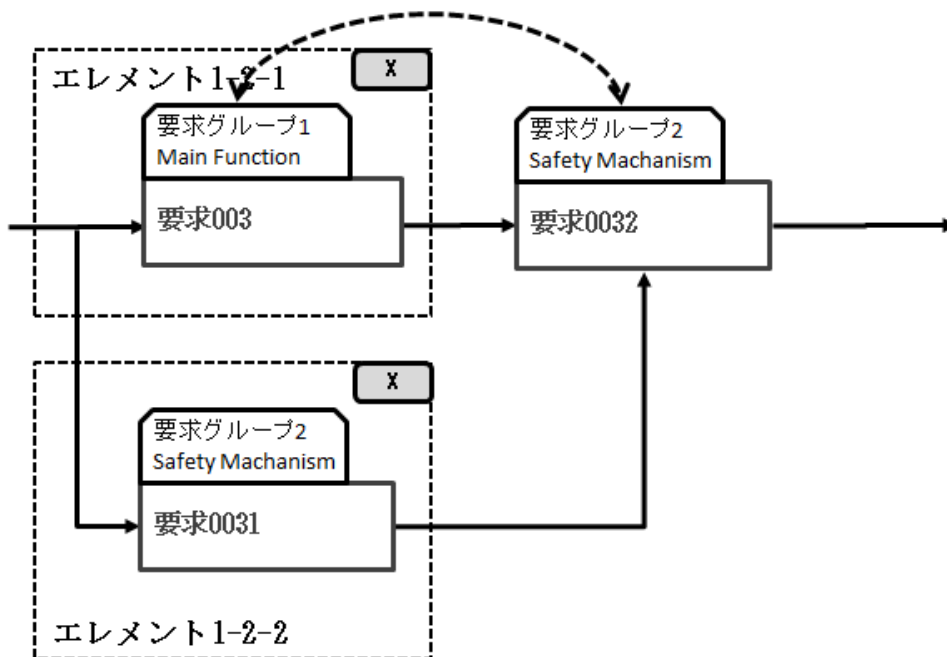 エレメント1-2-1
X
要求グループ1
Main Function
要求003
要求グループ2
Safety Machanism
要求0032
X
要求グループ2
Safety Machanism
要求0031
エレメント1-2-2